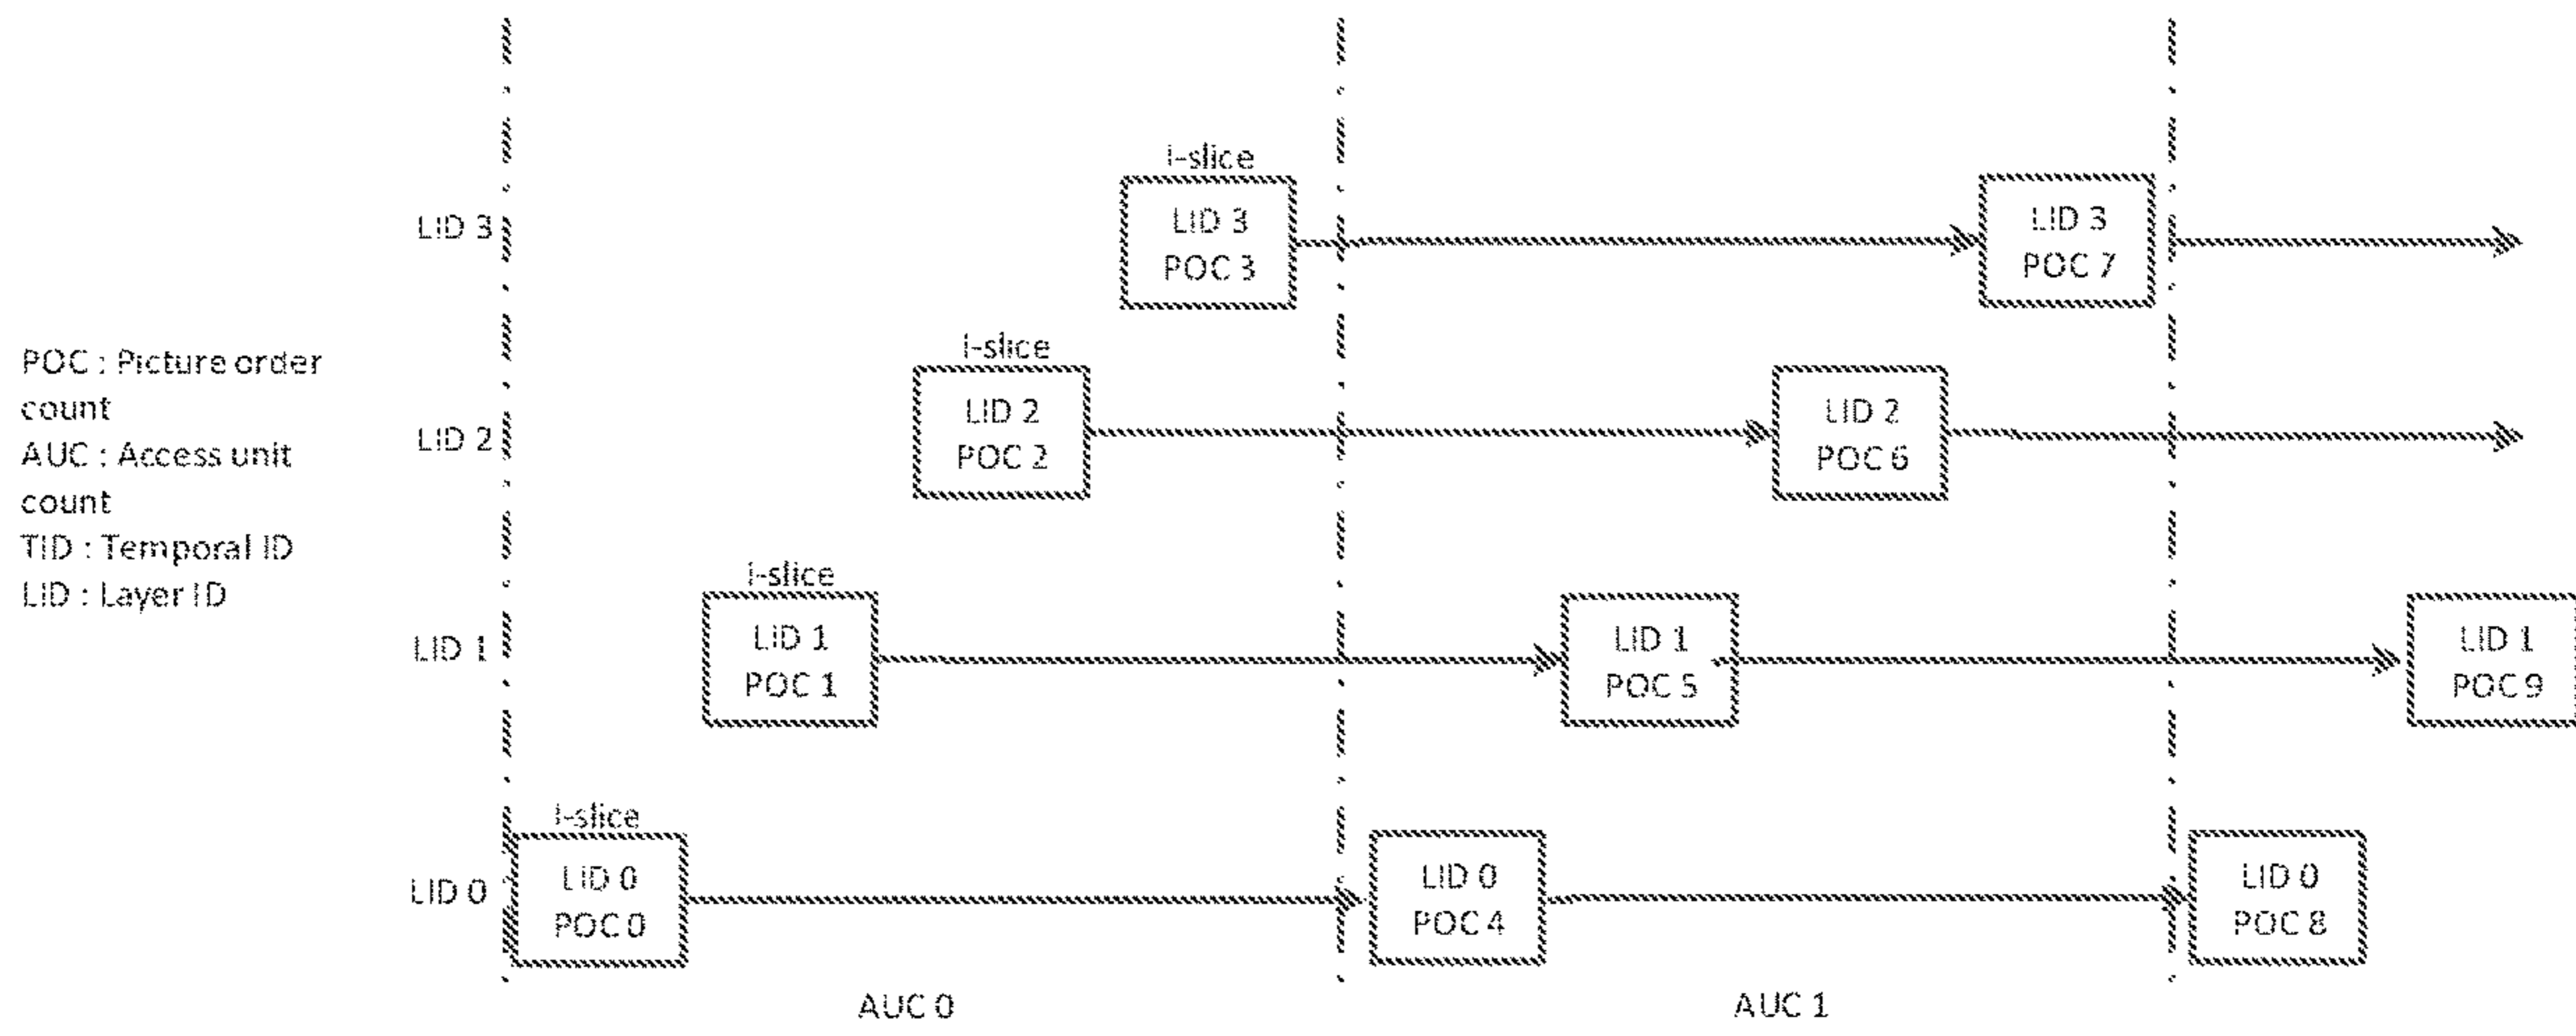 I-slice
LID 3
POC 3
LID 3
POC 7
LID 3
I-slice
LID 2
POC 2
LID 2
POC 6
LID 2
POC : Picture order
count
AUC : Access unit
count
TID : Temporal ID
LID : Layer ID
I-slice
LID 1
POC 1
LID 1
POC 5
LID 1
POC 9
LID 1
I-slice
LID 0
POC 0
LID 0
POC 4
LID 0
POC 8
LID 0
AUC 0
AUC 1